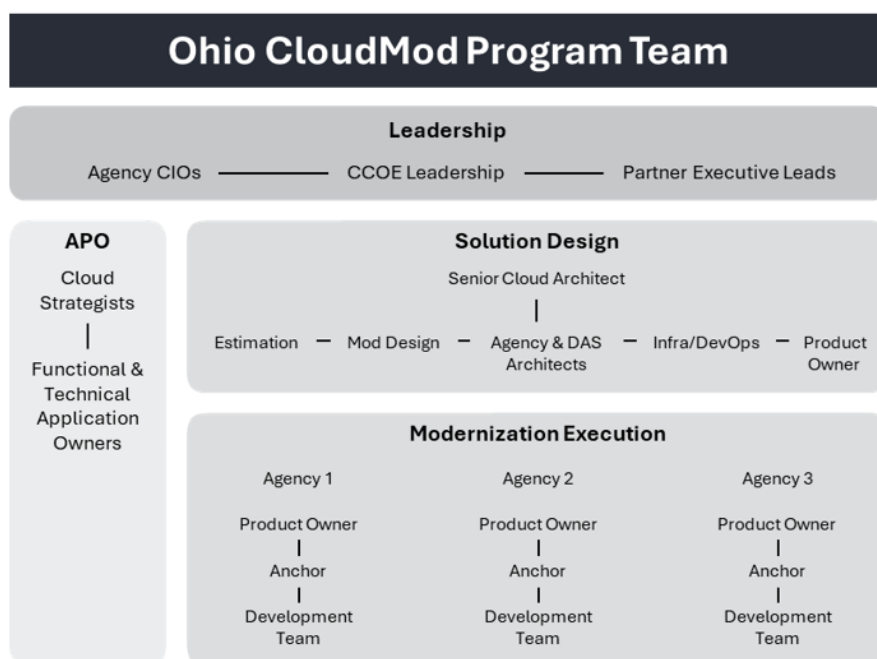 Ohio CloudMod Program Team
Leadership
Agency CIOs
CCOE Leadership
Partner Executive Leads
APO
Cloud
Strategists
Functional &
Technical
Application
Owners
Solution Design
Senior Cloud Architect
Estimation
Mod Design
Agency & DAS
Architects
Infra/DevOps
Product
Owner
Modernization Execution
Agency 1
Product Owner
Anchor
Development
Team
Agency 2
Product Owner
Anchor
Development
Team
Agency 3
Product Owner
Anchor
Development
Team